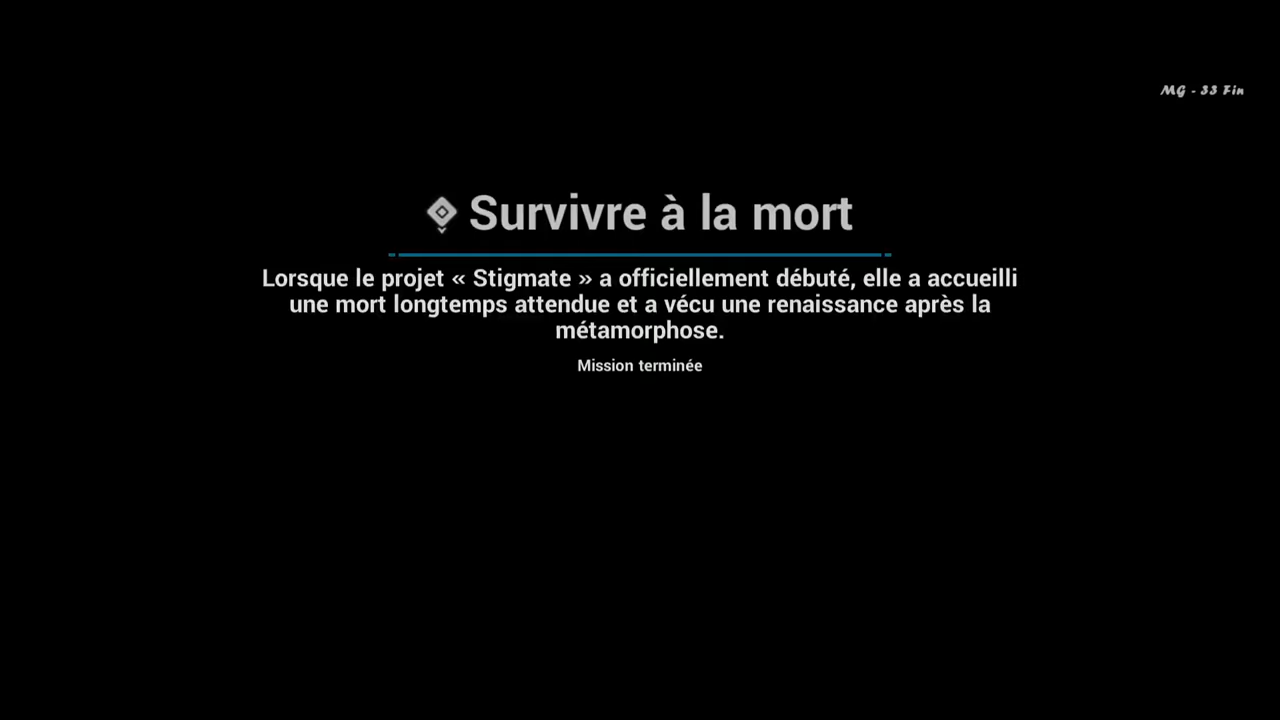 MG - 33 Fin
Survivre à la mort
Lorsque le projet « Stigmate » a officiellement débuté, elle a accueilli
une mort longtemps attendue et a vécu une renaissance après la
métamorphose.
Mission terminée